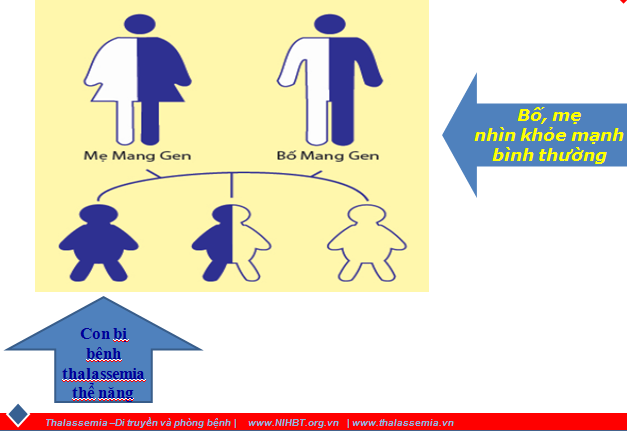 Mẹ Mang Gen
Bố Mang Gen
Bố, mẹ
nhìn khỏe mạnh
bình thường
Con bị
bệnh
thalassemia
thể năng
Thalassemia –Di truyền và phòng bệnh | www.NIHBT.org.vn | www.thalassemia.vn